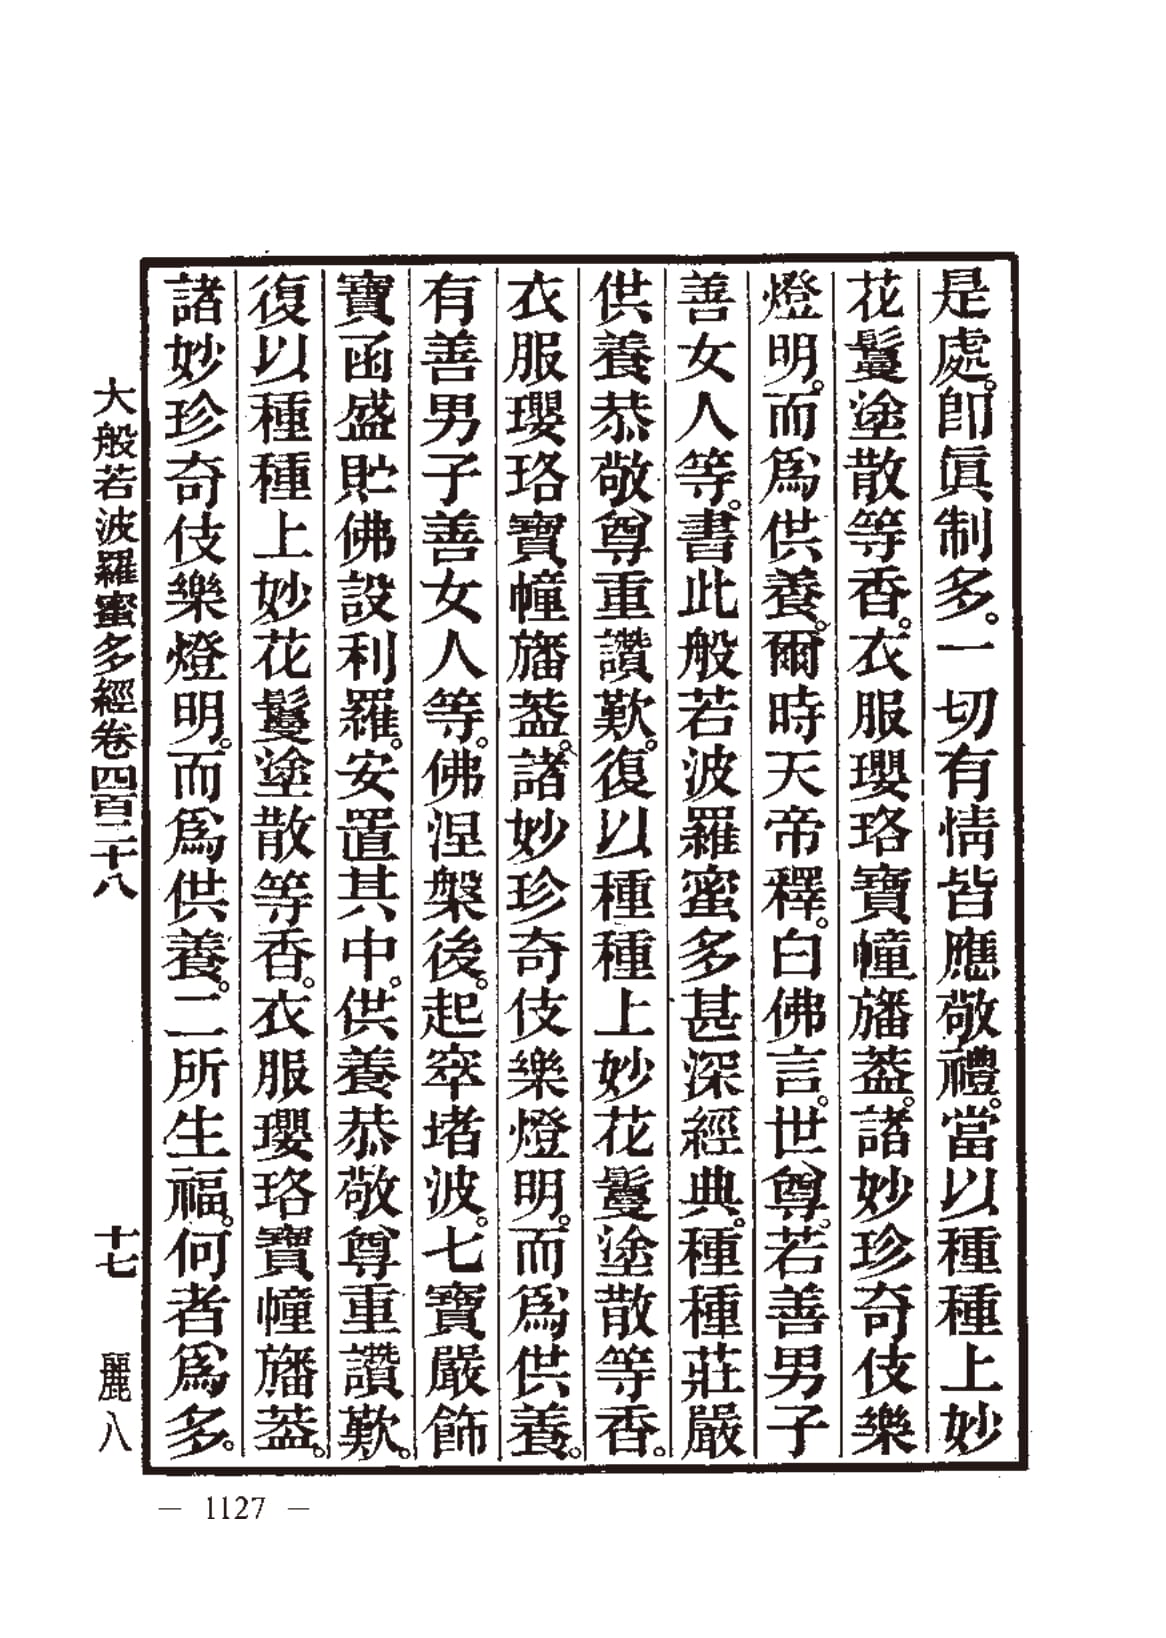 是處。卽眞制多。一切有情皆應敬禮。當以種種上妙
花鬘塗散等香。衣服瓔珞寶幢旛葢。諸妙珍奇伎樂
燈明。而爲供養。爾時天帝釋。白佛言。世尊。若善男子
善女人等。書此般若波羅蜜多甚深經典。種種莊嚴
供養恭敬尊重讚歎。復以種種上妙花鬘塗散等香。
衣服瓔珞寶幢旛葢。諸妙珍奇伎樂燈明。而爲供養。
有善男子善女人等。佛涅槃後。起窣堵波。七寶嚴飾
寶函盛貯佛設利羅。安置其中。供養恭敬尊重讚歎。
復以種種上妙花鬘塗散等香。衣服瓔珞寶幢旛葢。
諸妙珍奇伎樂燈明。而爲供養。二所生福。何者爲多。
大般若波羅蜜多經卷四百二十八 十七 麗八
— 1127 —